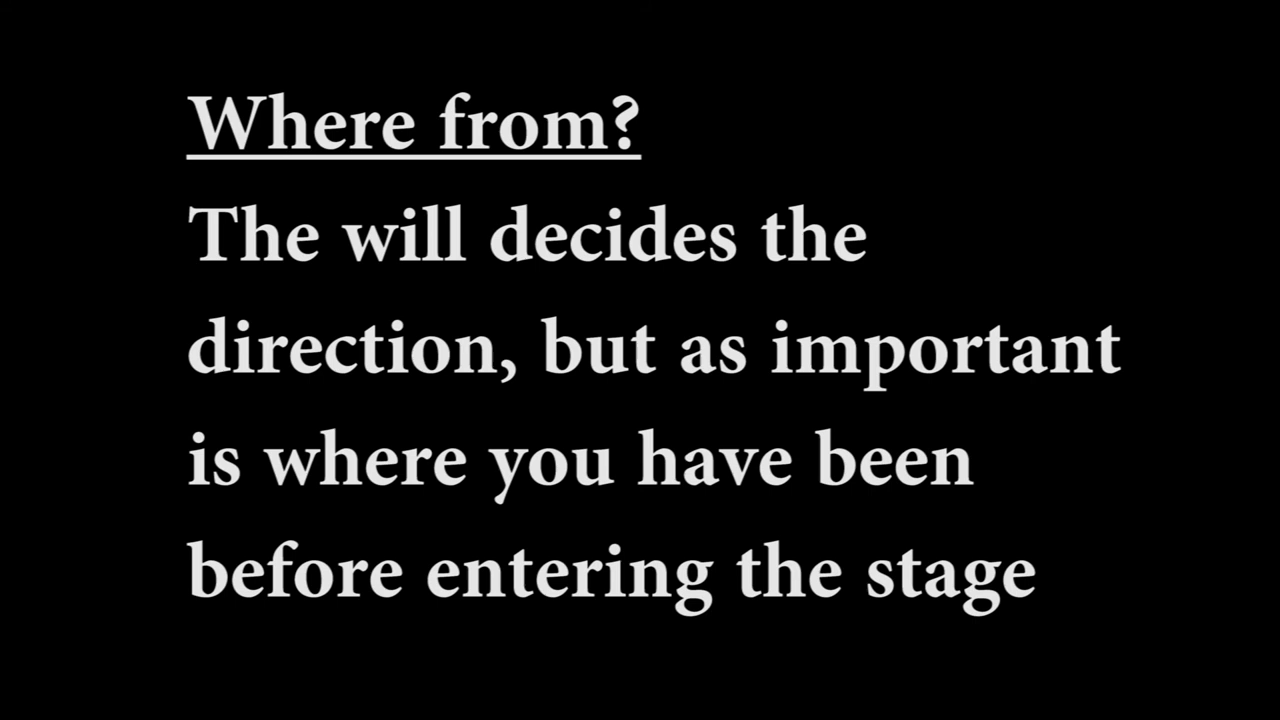 Where from?
The will decides the
direction, but as important
is where you have been
before entering the stage